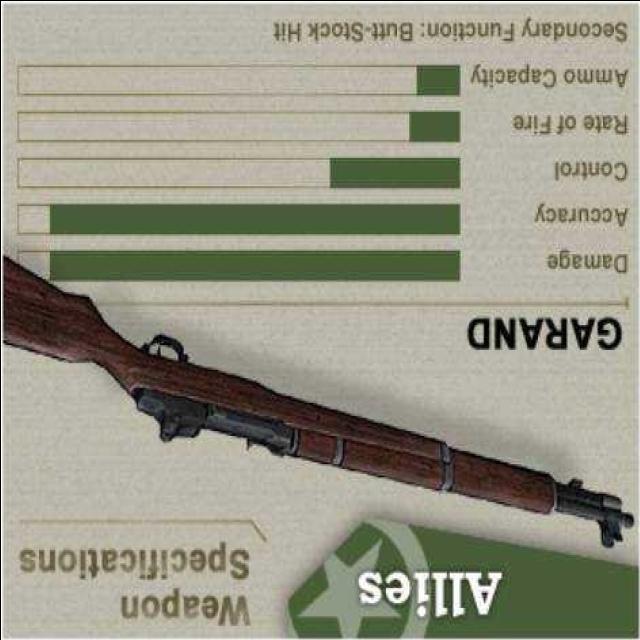 Allies
Weapon
Specifications
GARAND
Damage
Accuracy
Control
Rate of Fire
Ammo Capacity
Secondary Function: Butt-Stock Hit